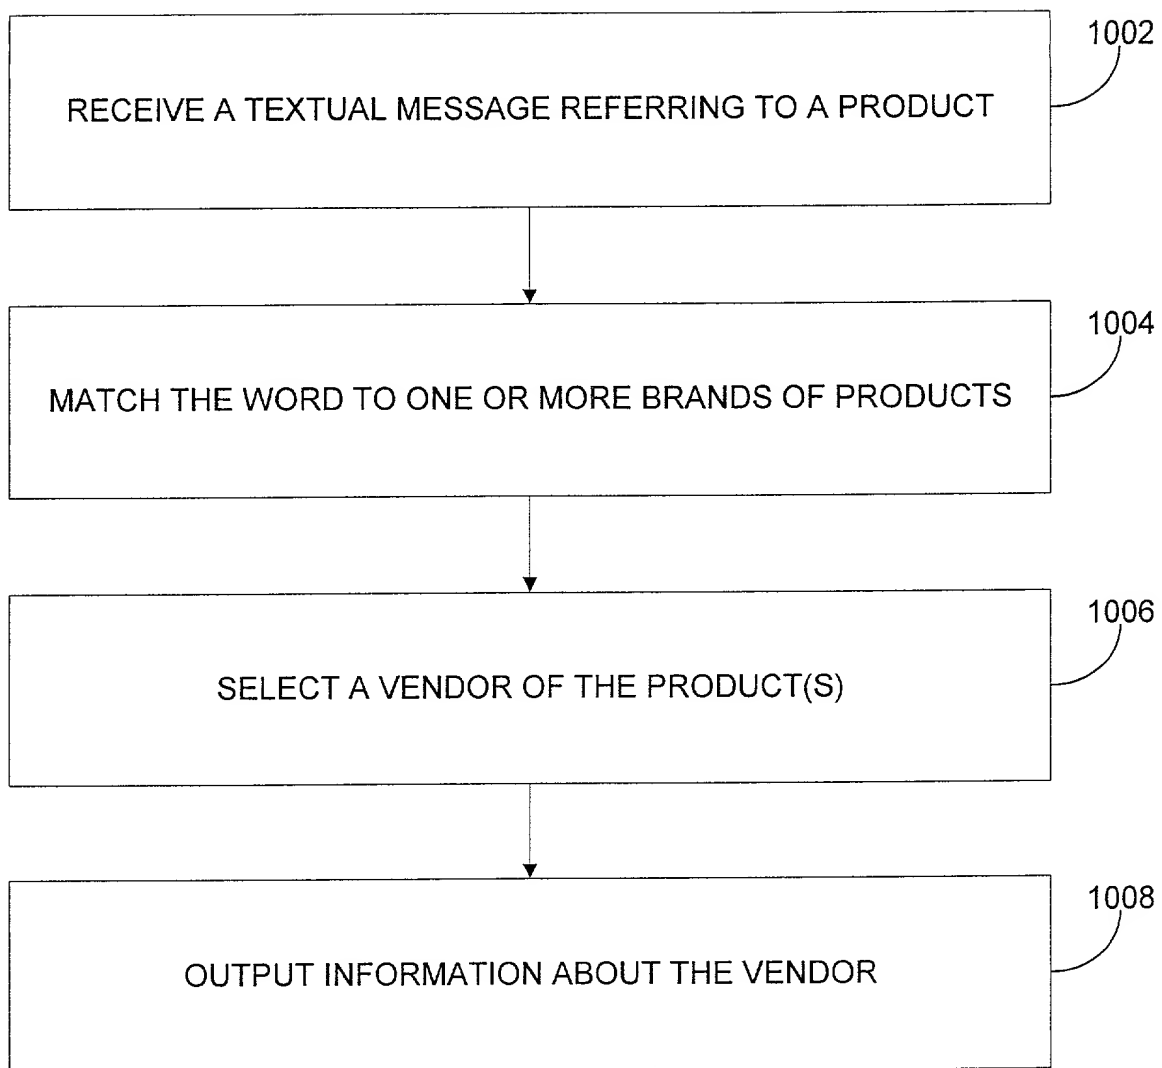 1002
RECEIVE A TEXTUAL MESSAGE REFERRING TO A PRODUCT
1004
MATCH THE WORD TO ONE OR MORE BRANDS OF PRODUCTS
1006
SELECT A VENDOR OF THE PRODUCT(S)
1008
OUTPUT INFORMATION ABOUT THE VENDOR